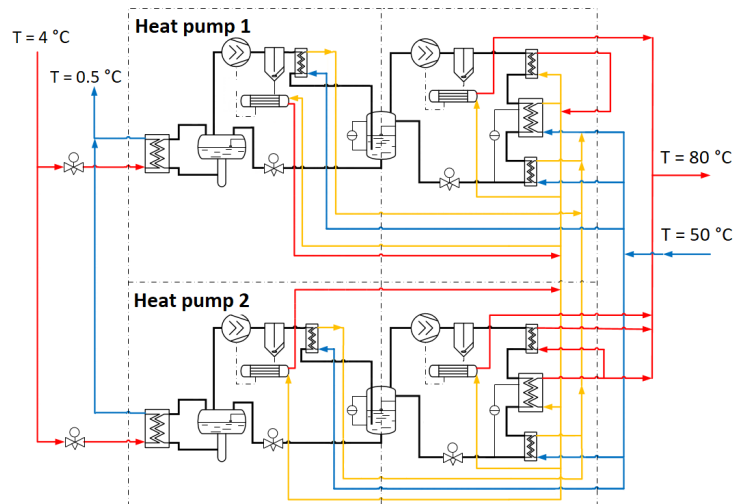 Heat pump 1
T = 4 °C
T = 0.5 °C
T = 80 °C
T = 50 °C
Heat pump 2